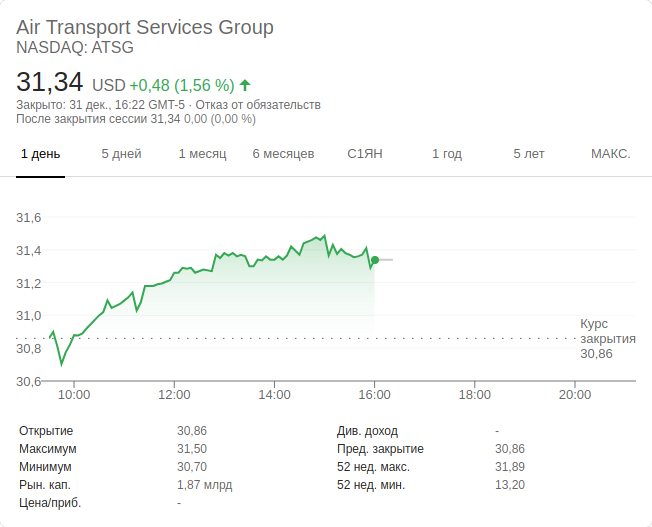 Air Transport Services Group
NASDAQ: ATSG
31,34 USD +0,48 (1,56 %)
Закрыто: 31 дек., 16:22 GMT-5 · Отказ от обязательств
После закрытия сессии 31,34 0,00 (0,00 %)
1 день 5 дней 1 месяц 6 месяцев С1ЯН 1 год 5 лет МАКС.
31,6
31,4
31,2
31,0
30,8
30,6
Курс
закрытия
30,86
10:00 12:00 14:00 16:00 18:00 20:00
Открытие 30,86 Див. доход -
Максимум 31,50 Пред. закрытие 30,86
Минимум 30,70 52 нед. макс. 31,89
Рын. кап. 1,87 млрд 52 нед. мин. 13,20
Цена/приб. -